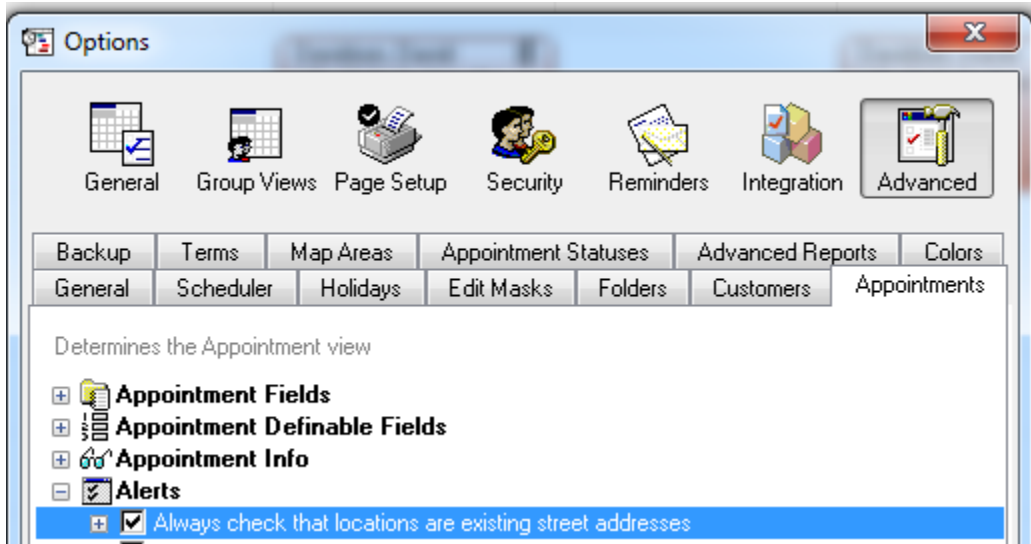 Options
General Group Views Page Setup Security Reminders Integration Advanced
Backup Terms Map Areas Appointment Statuses Advanced Reports Colors
General Scheduler Holidays Edit Masks Folders Customers Appointments
Determines the Appointment view
Appointment Fields
Appointment Definable Fields
Appointment Info
Alerts
Always check that locations are existing street addresses